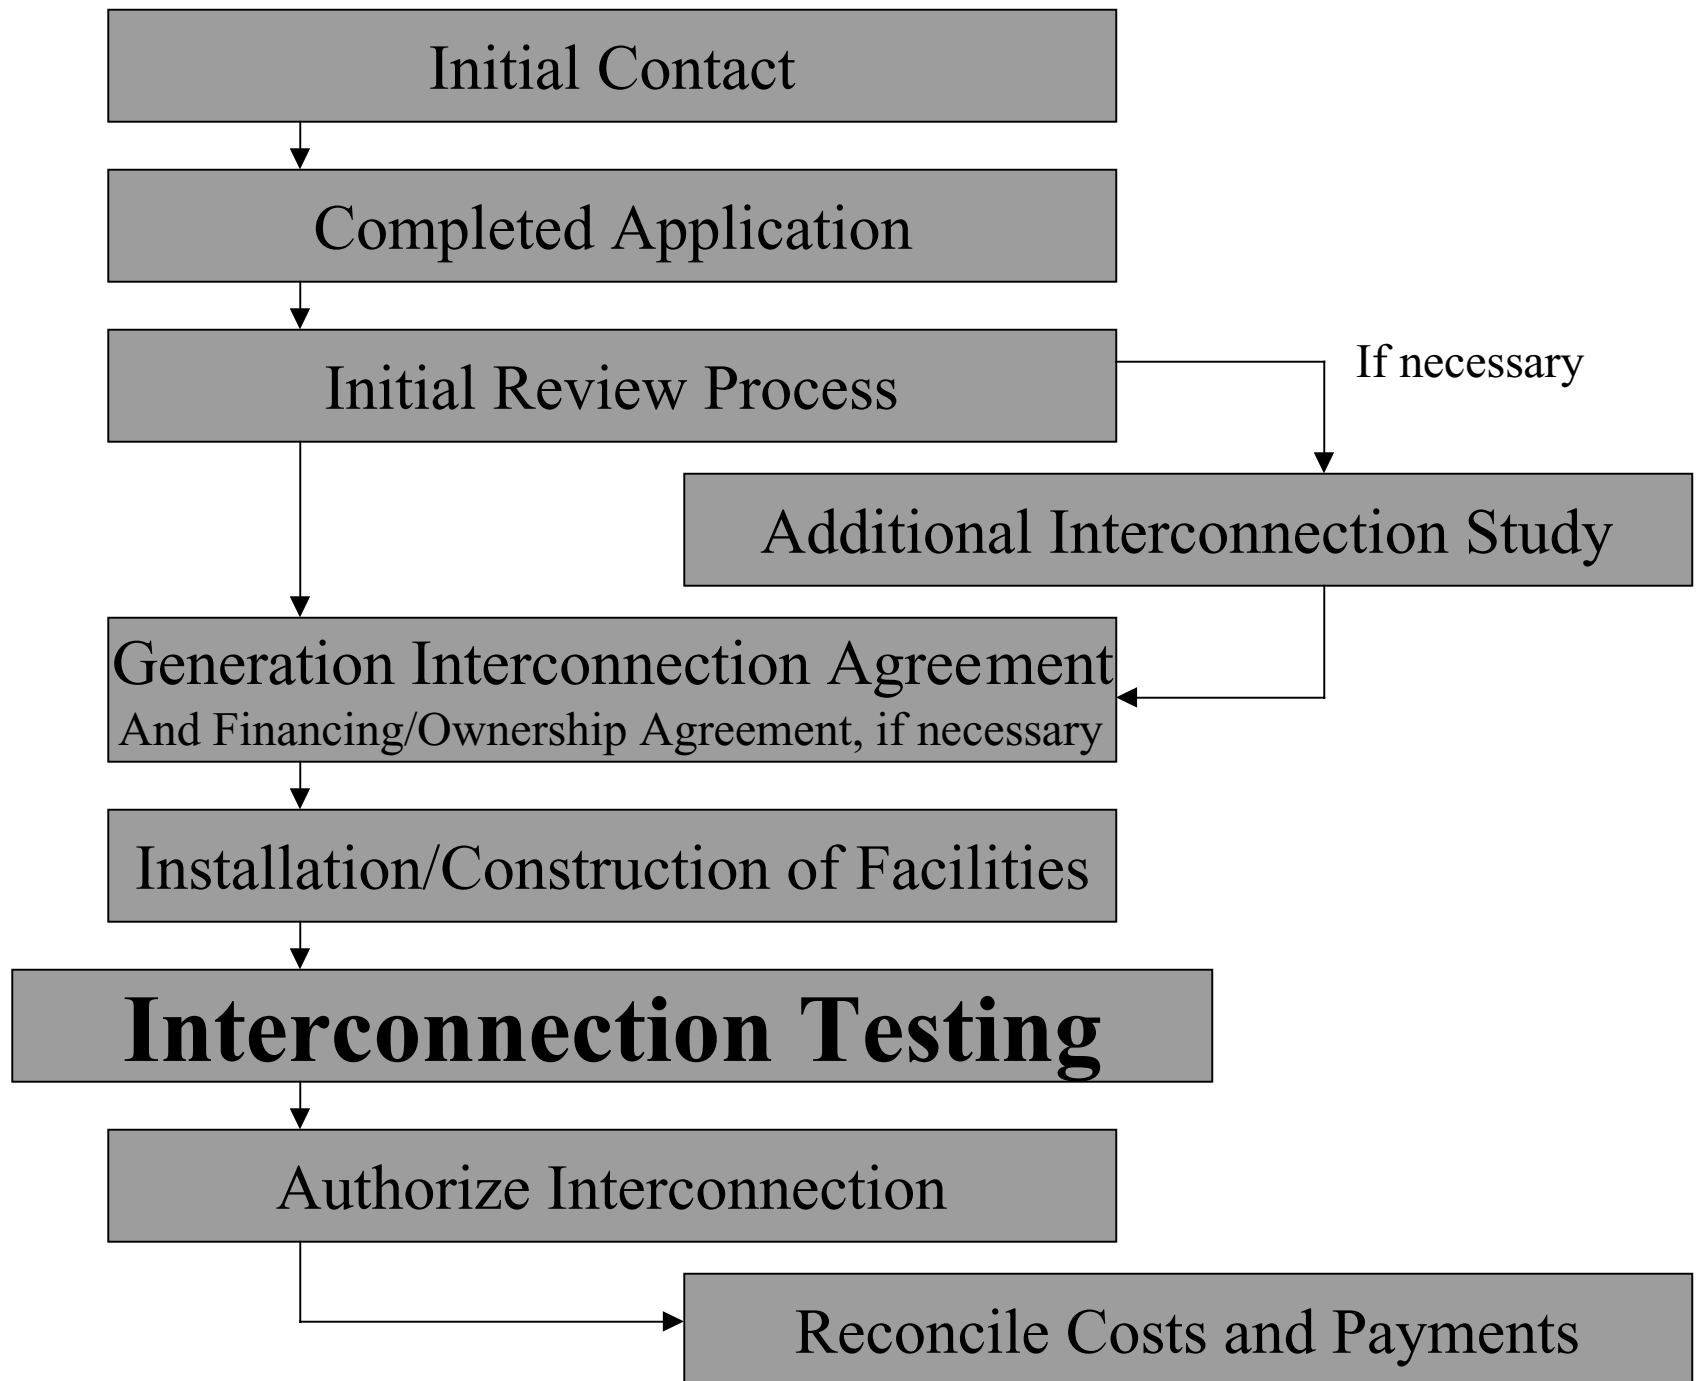 Initial Contact
Completed Application
Initial Review Process
If necessary
Additional Interconnection Study
Generation Interconnection Agreement
And Financing/Ownership Agreement, if necessary
Installation/Construction of Facilities
Interconnection Testing
Authorize Interconnection
Reconcile Costs and Payments